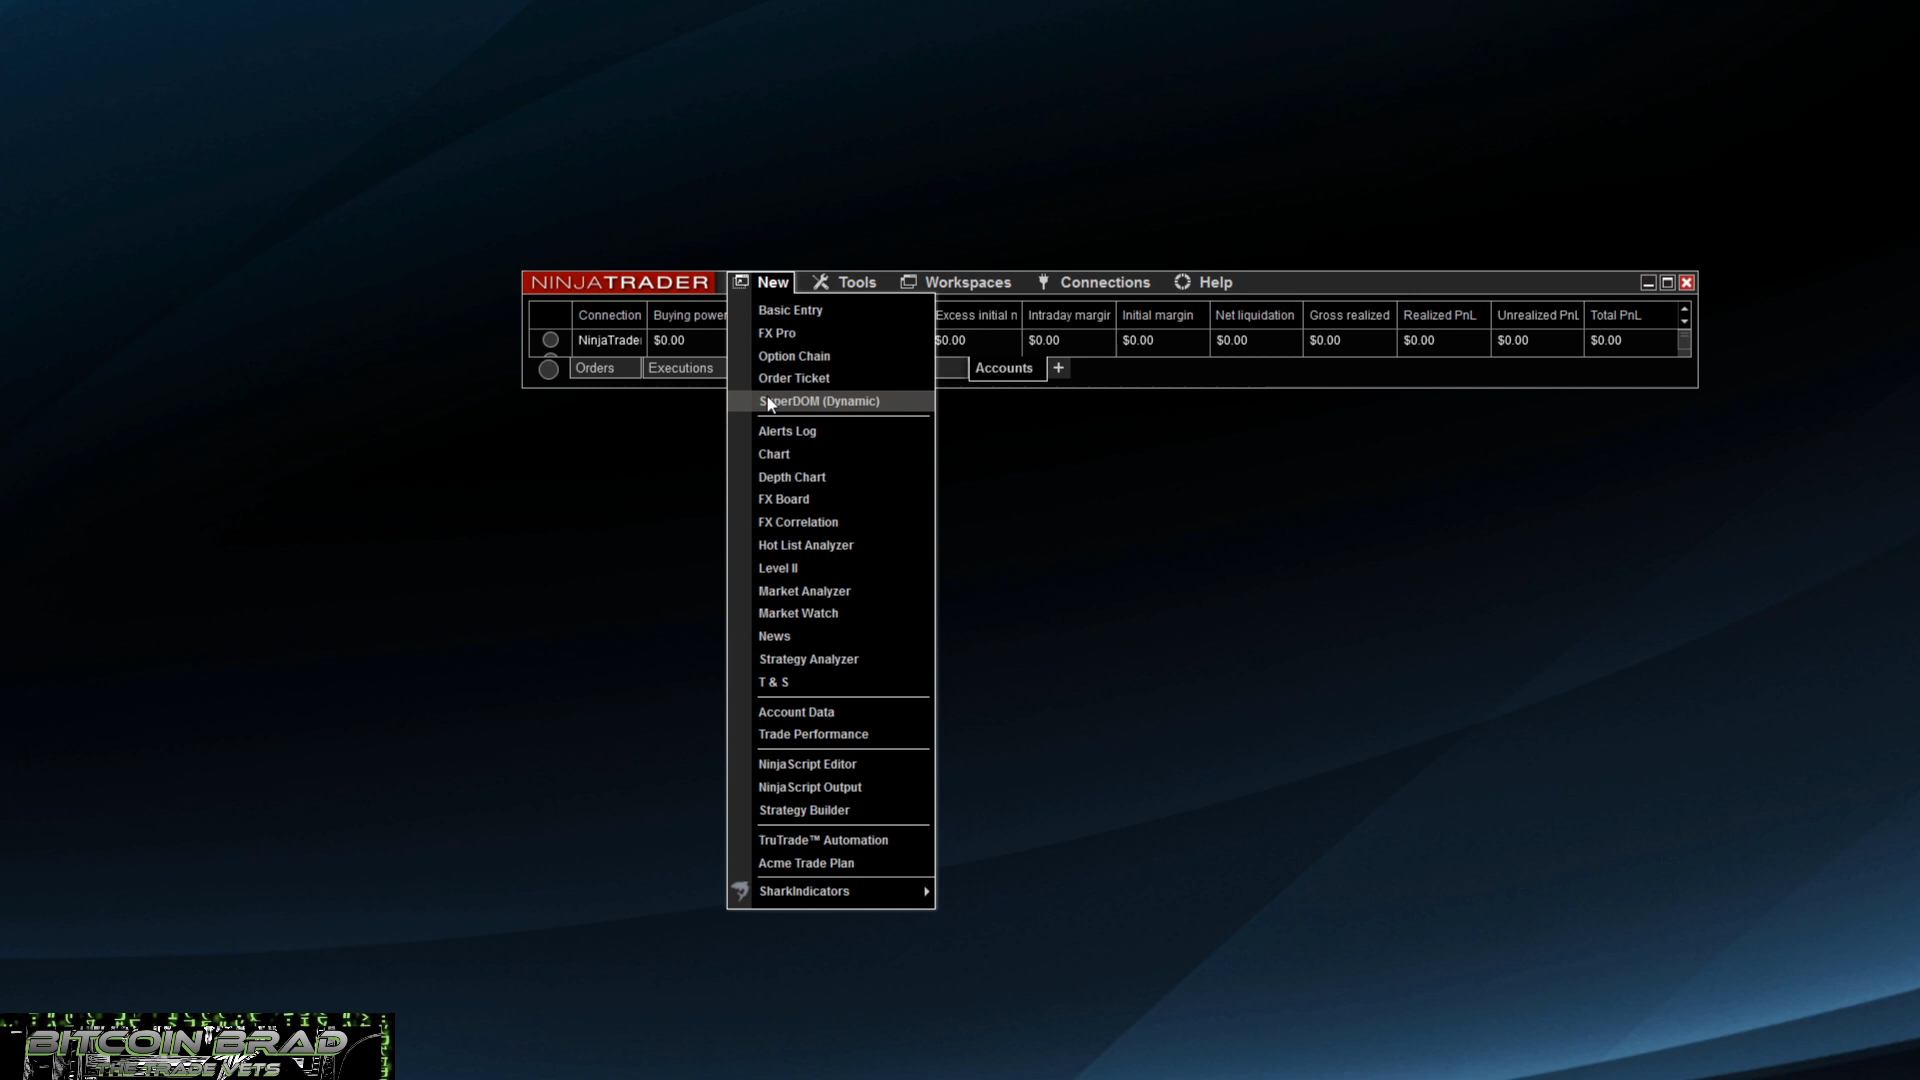 NINJATRADER New Tools Workspaces Connections Help
Connection Buying power Excess initial n Intraday margir Initial margin Net liquidation Gross realized Realized PnL Unrealized PnL Total PnL
NinjaTrade $0.00 $0.00 $0.00 $0.00 $0.00 $0.00 $0.00 $0.00 $0.00
Orders Executions Accounts +
Basic Entry
FX Pro
Option Chain
Order Ticket
SuperDOM (Dynamic)
Alerts Log
Chart
Depth Chart
FX Board
FX Correlation
Hot List Analyzer
Level II
Market Analyzer
Market Watch
News
Strategy Analyzer
T & S
Account Data
Trade Performance
NinjaScript Editor
NinjaScript Output
Strategy Builder
TruTrade™ Automation
Acme Trade Plan
SharkIndicators
BITCOIN BRAD
THE TRADE VETS